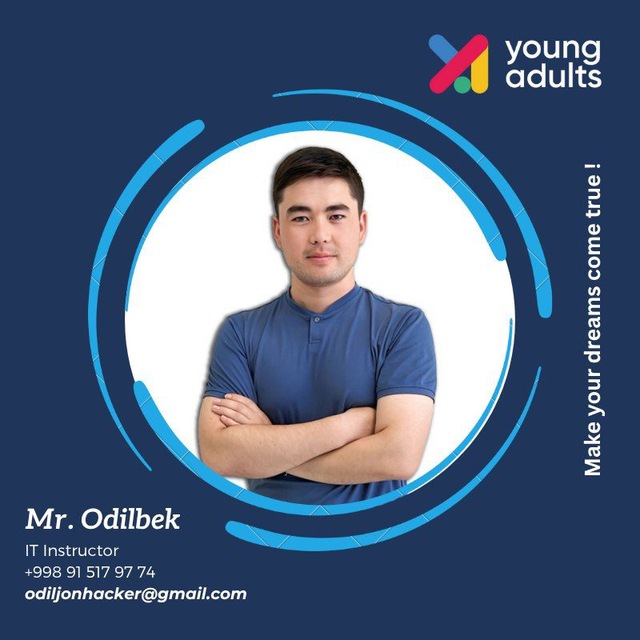 young
adults
Make your dreams come true !
Mr. Odilbek
IT Instructor
+998 91 517 97 74
odiljonhacker@gmail.com